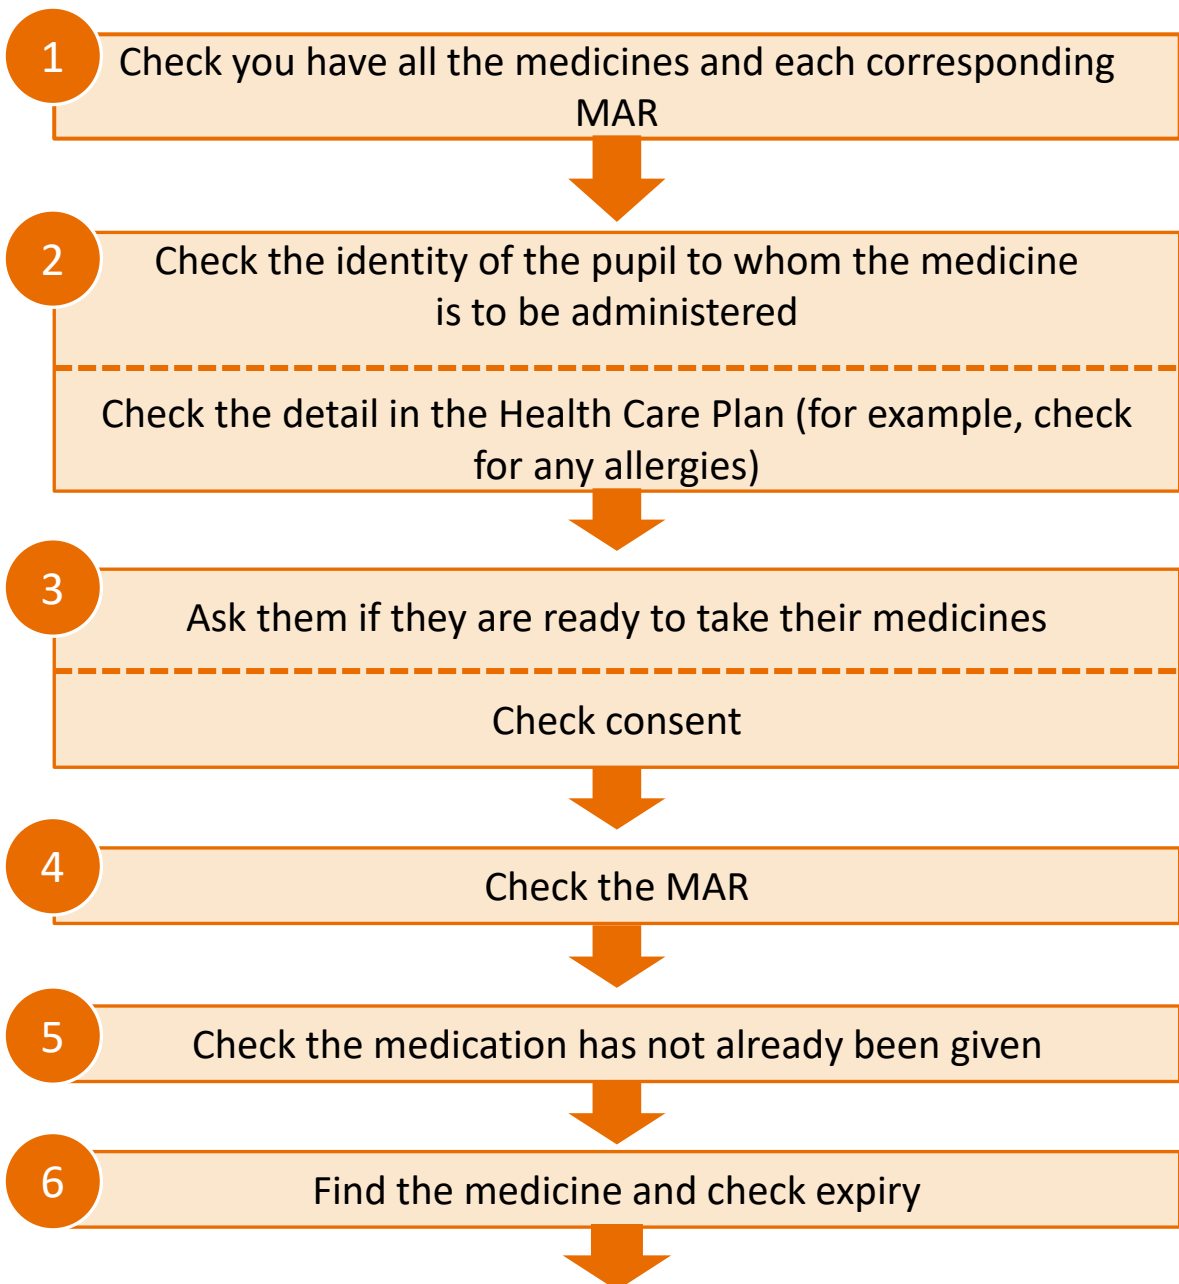 1
Check you have all the medicines and each corresponding
MAR
2
Check the identity of the pupil to whom the medicine
is to be administered
Check the detail in the Health Care Plan (for example, check
for any allergies)
3
Ask them if they are ready to take their medicines
Check consent
4
Check the MAR
5
Check the medication has not already been given
6
Find the medicine and check expiry